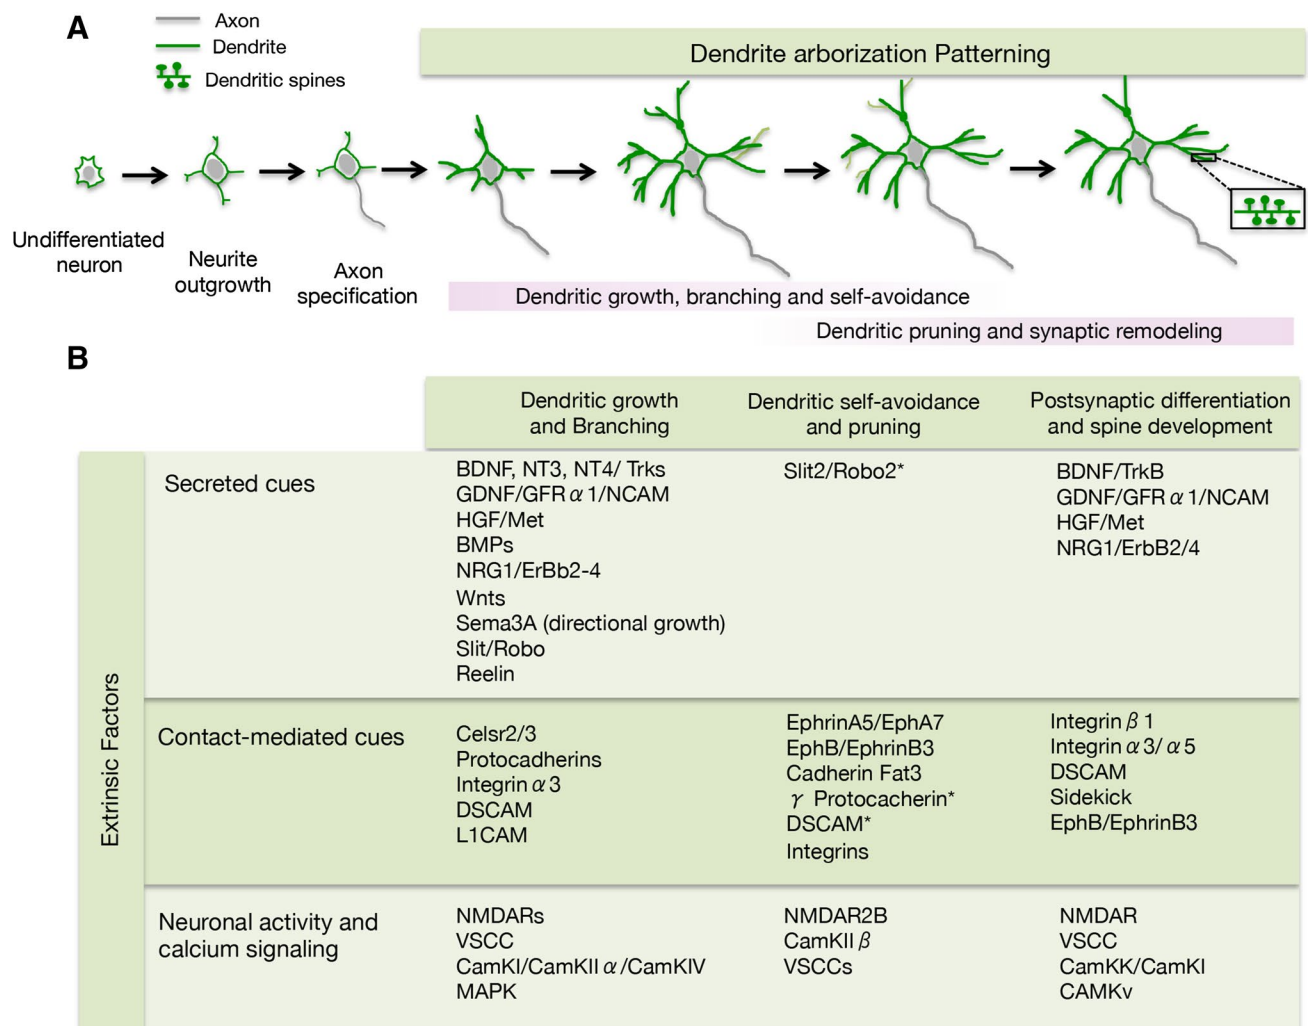 A
Axon
Dendrite
Dendritic spines
Dendrite arborization Patterning
Undifferentiated
neuron
Neurite
outgrowth
Axon
specification
Dendritic growth, branching and self-avoidance
Dendritic pruning and synaptic remodeling
B
Dendritic growth
and Branching
Dendritic self-avoidance
and pruning
Postsynaptic differentiation
and spine development
Extrinsic Factors
Secreted cues
BDNF, NT3, NT4/ Trks
GDNF/GFR α 1/NCAM
HGF/Met
BMPs
NRG1/ErBb2-4
Wnts
Sema3A (directional growth)
Slit/Robo
Reelin
Slit2/Robo2*
BDNF/TrkB
GDNF/GFR α 1/NCAM
HGF/Met
NRG1/ErbB2/4
Contact-mediated cues
Celsr2/3
Protocadherins
Integrin α 3
DSCAM
L1CAM
EphrinA5/EphA7
EphB/EphrinB3
Cadherin Fat3
γ Protocacherin*
DSCAM*
Integrins
Integrin β 1
Integrin α 3/ α 5
DSCAM
Sidekick
EphB/EphrinB3
Neuronal activity and
calcium signaling
NMDARs
VSCC
CamKI/CamKII α /CamKIV
MAPK
NMDAR2B
CamKII β
VSCCs
NMDAR
VSCC
CamKK/CamKI
CAMKv